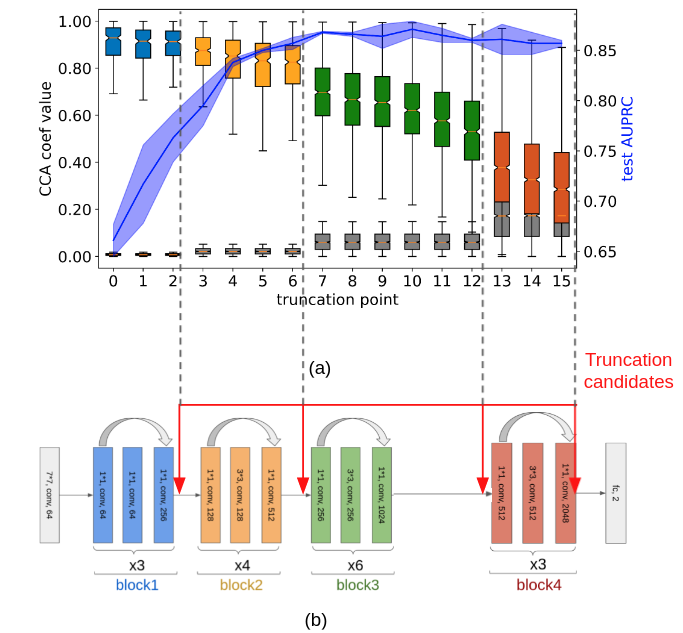 1.00
0.80
0.60
0.40
0.20
0.00
CCA coef value
0.85
0.80
0.75
0.70
0.65
test AUPRC
0 1 2 3 4 5 6 7 8 9 10 11 12 13 14 15
truncation point
(a)
Truncation
candidates
7*7, conv, 64
1*1, conv, 64
1*1, conv, 64
1*1, conv, 256
1*1, conv, 128
3*3, conv, 128
1*1, conv, 512
1*1, conv, 256
3*3, conv, 256
1*1, conv, 1024
1*1, conv, 512
3*3, conv, 512
1*1, conv, 2048
fc, 2
x3
x4
x6
x3
block1
block2
block3
block4
(b)